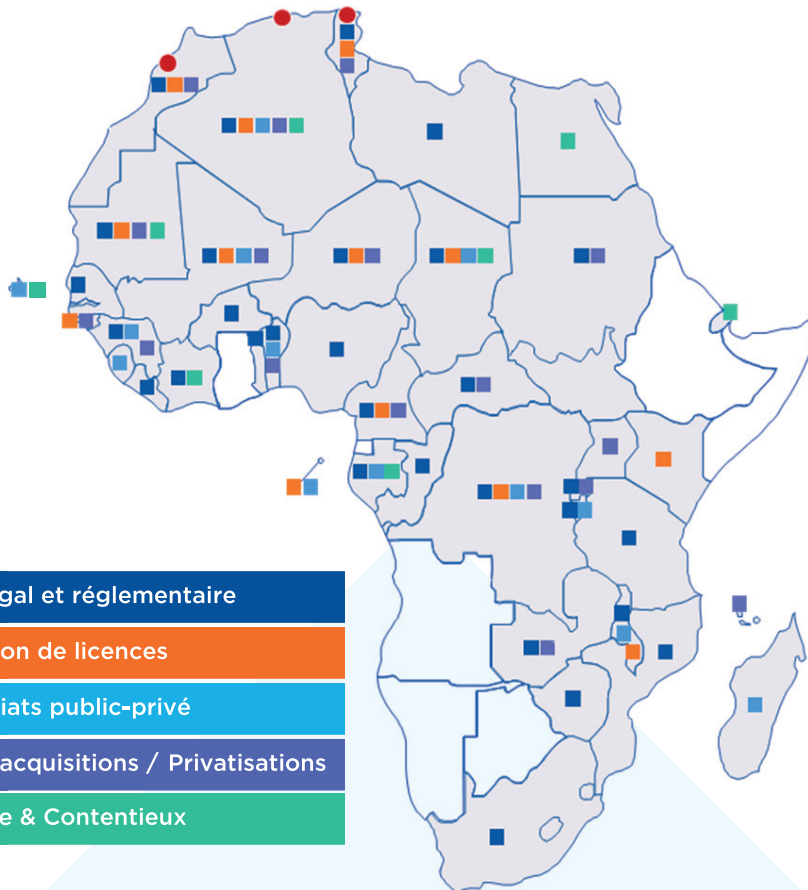 gal et réglementaire
on de licences
iats public-privé
acquisitions / Privatisations
e & Contentieux